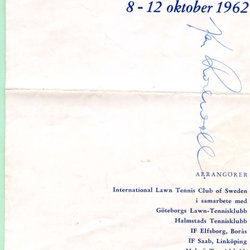 8 - 12 oktober 1962
ARRANGÖRER
International Lawn Tennis Club of Sweden
i samarbete med
Göteborgs Lawn-Tennisklubb
Halmstads Tennisklubb
IF Elfsborg, Borås
IF Saab, Linköping